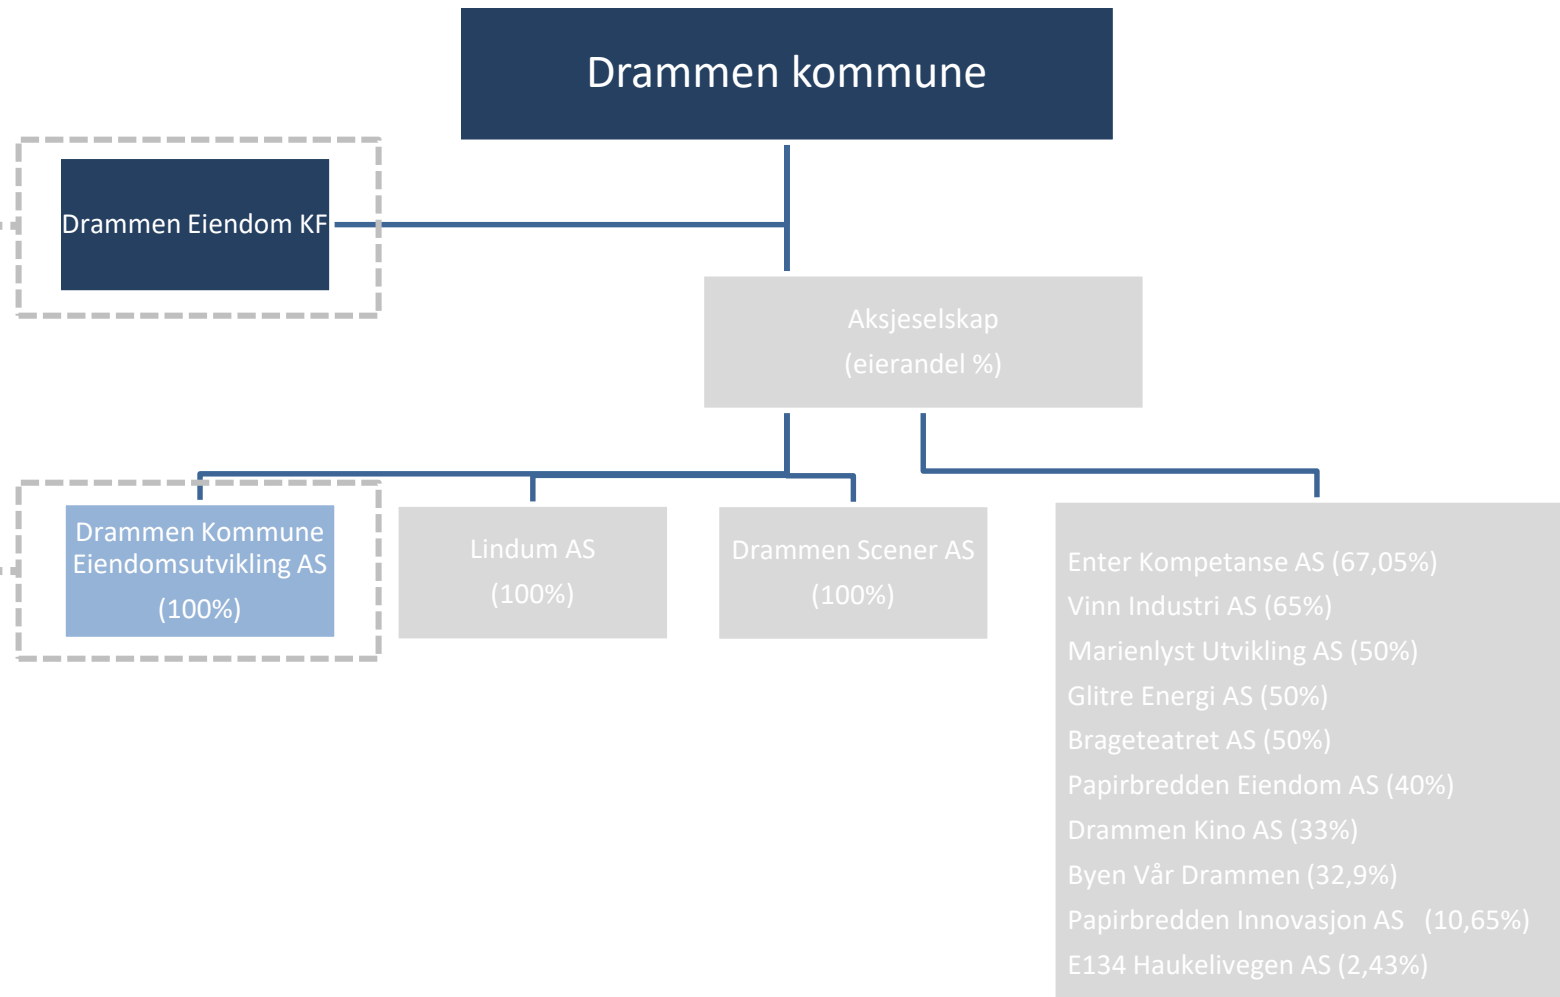 Drammen kommune
Drammen Eiendom KF
Aksjeselskap
(eierandel %)
Drammen Kommune
Eiendomsutvikling AS
(100%)
Lindum AS
(100%)
Drammen Scener AS
(100%)
Enter Kompetanse AS (67,05%)
Vinn Industri AS (65%)
Marienlyst Utvikling AS (50%)
Glitre Energi AS (50%)
Brageteatret AS (50%)
Papirbredden Eiendom AS (40%)
Drammen Kino AS (33%)
Byen Vår Drammen (32,9%)
Papirbredden Innovasjon AS (10,65%)
E134 Haukelivegen AS (2,43%)